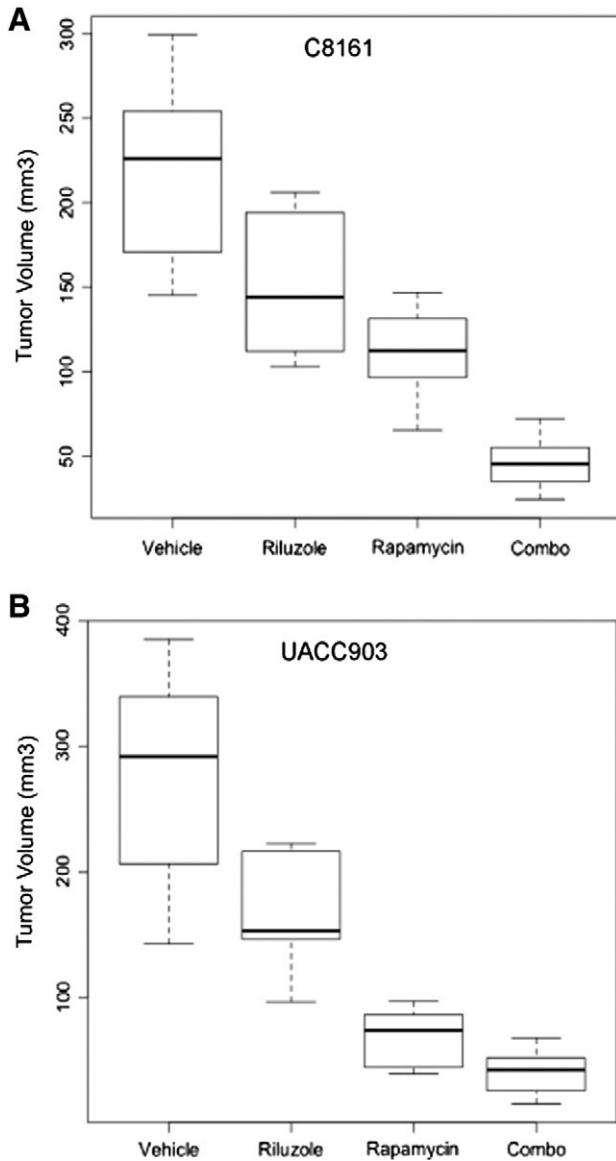 A
C8161
Tumor Volume (mm3)
300
250
200
150
100
50
Vehicle Riluzole Rapamycin Combo
B
UACC903
Tumor Volume (mm3)
400
300
200
100
Vehicle Riluzole Rapamycin Combo